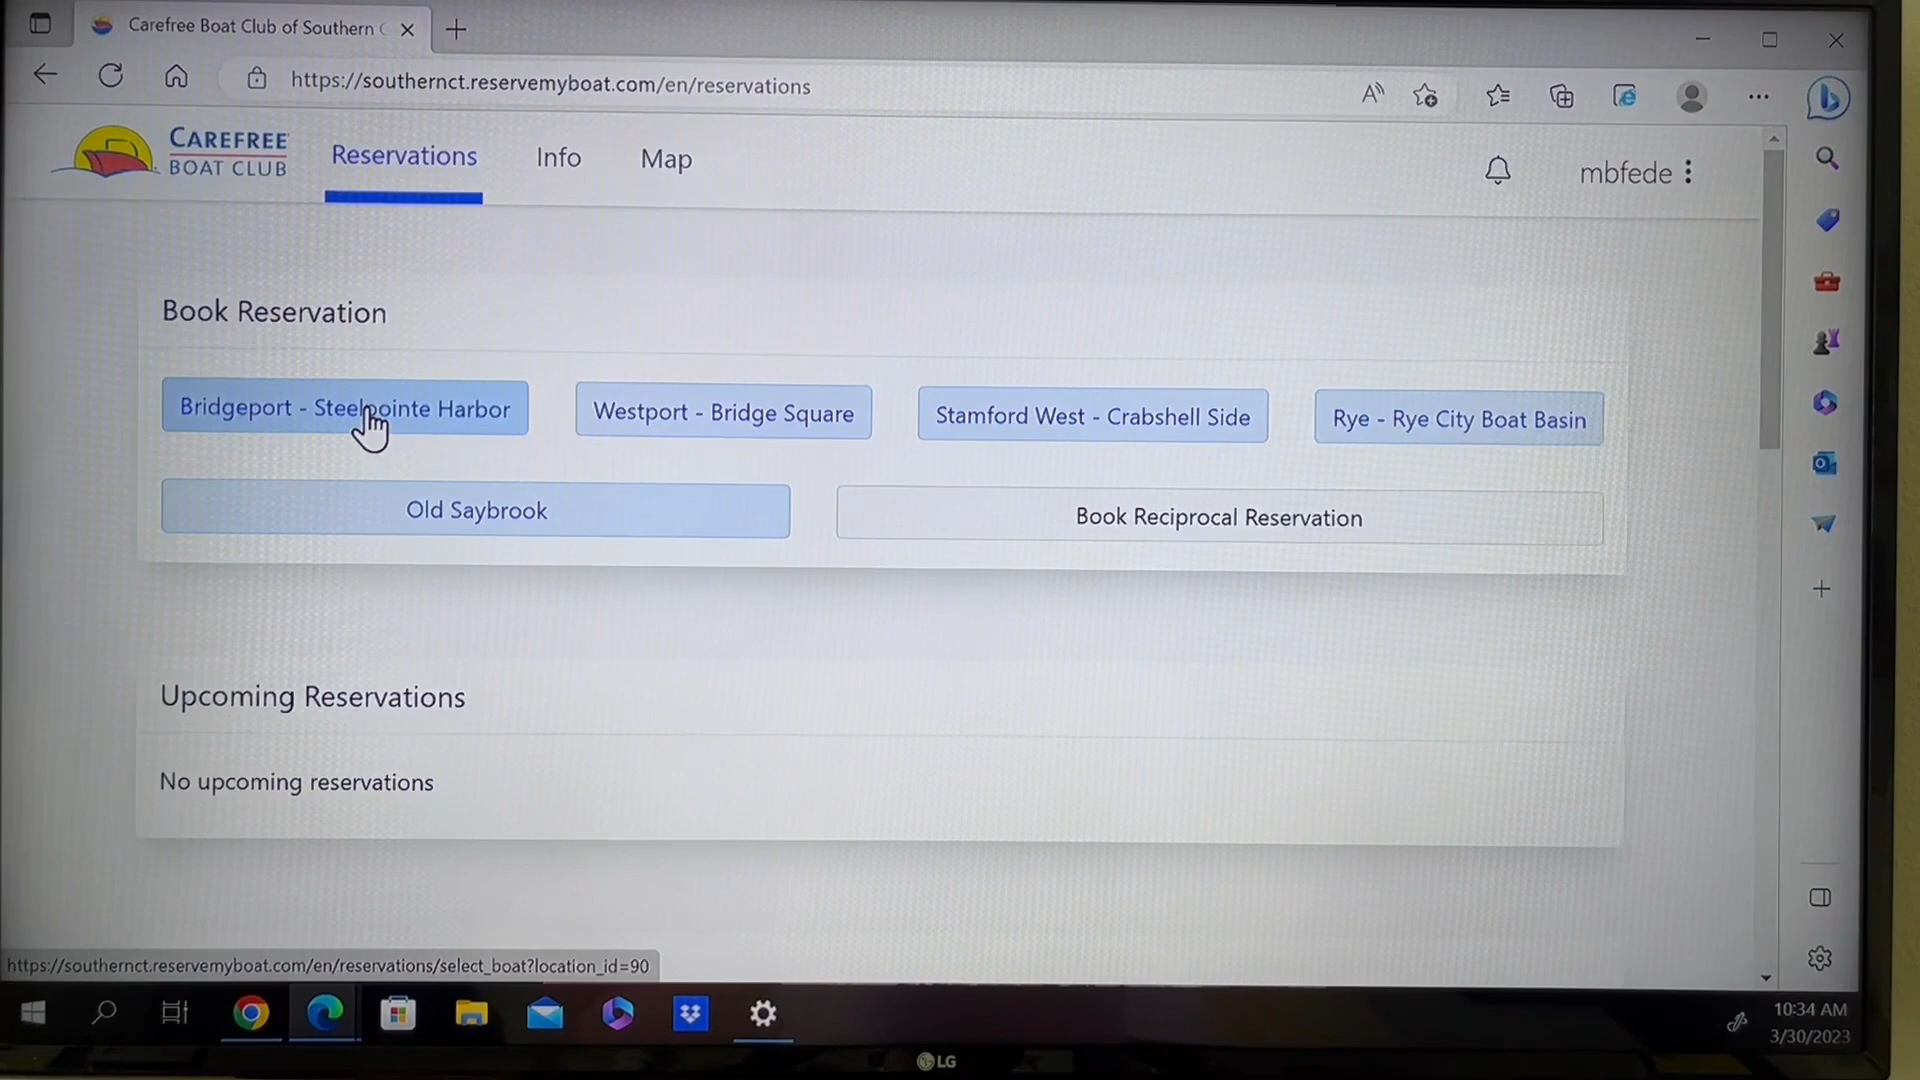 Carefree Boat Club of Southern C
https://southernct.reservemyboat.com/en/reservations
CAREFREE
BOAT CLUB
Reservations
Info
Map
mbfede
Book Reservation
Bridgeport - Steelpointe Harbor
Westport - Bridge Square
Stamford West - Crabshell Side
Rye - Rye City Boat Basin
Old Saybrook
Book Reciprocal Reservation
Upcoming Reservations
No upcoming reservations
https://southernct.reservemyboat.com/en/reservations/select_boat?location_id=90
10:34 AM
3/30/2023
LG